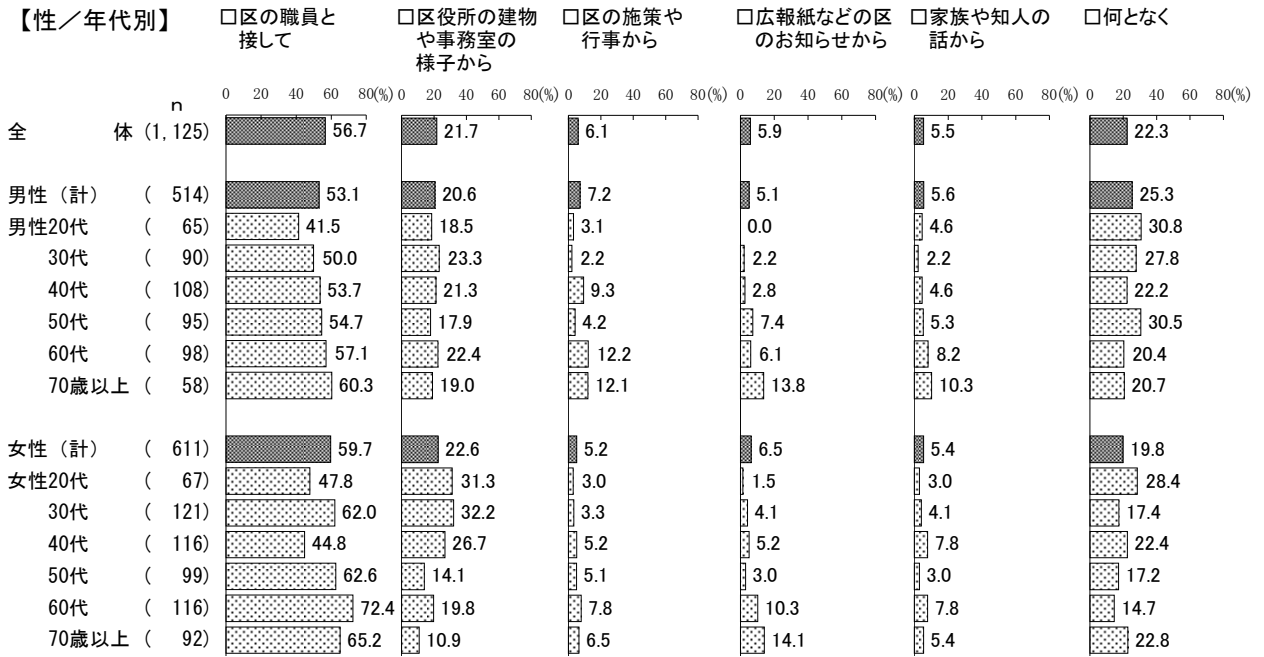 【性／年代別】 □区の職員と接して □区役所の建物や事務室の様子から □区の施策や行事から □広報紙などの区のお知らせから □家族や知人の話から □何となく
n 0 20 40 60 80(%) 0 20 40 60 80(%) 0 20 40 60 80(%) 0 20 40 60 80(%) 0 20 40 60 80(%) 0 20 40 60 80(%)
全 体 (1,125) 56.7 21.7 6.1 5.9 5.5 22.3
男性（計） ( 514) 53.1 20.6 7.2 5.1 5.6 25.3
男性20代 ( 65) 41.5 18.5 3.1 0.0 4.6 30.8
30代 ( 90) 50.0 23.3 2.2 2.2 2.2 27.8
40代 ( 108) 53.7 21.3 9.3 2.8 4.6 22.2
50代 ( 95) 54.7 17.9 4.2 7.4 5.3 30.5
60代 ( 98) 57.1 22.4 12.2 6.1 8.2 20.4
70歳以上 ( 58) 60.3 19.0 12.1 13.8 10.3 20.7
女性（計） ( 611) 59.7 22.6 5.2 6.5 5.4 19.8
女性20代 ( 67) 47.8 31.3 3.0 1.5 3.0 28.4
30代 ( 121) 62.0 32.2 3.3 4.1 4.1 17.4
40代 ( 116) 44.8 26.7 5.2 5.2 7.8 22.4
50代 ( 99) 62.6 14.1 5.1 3.0 3.0 17.2
60代 ( 116) 72.4 19.8 7.8 10.3 7.8 14.7
70歳以上 ( 92) 65.2 10.9 6.5 14.1 5.4 22.8